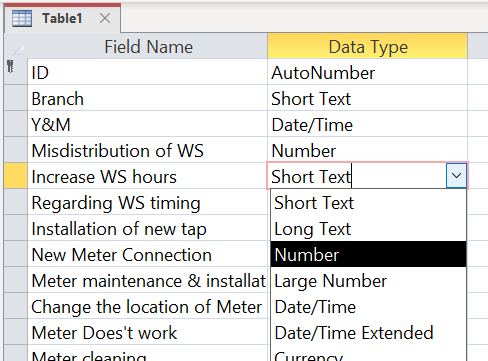 Table1
Field Name Data Type
ID AutoNumber
Branch Short Text
Y&M Date/Time
Misdistribution of WS Number
Increase WS hours Short Text
Regarding WS timing Short Text
Installation of new tap Long Text
New Meter Connection Number
Meter maintenance & installat Large Number
Change the location of Meter Date/Time
Meter Does't work Date/Time Extended
Meter cleaning Currency